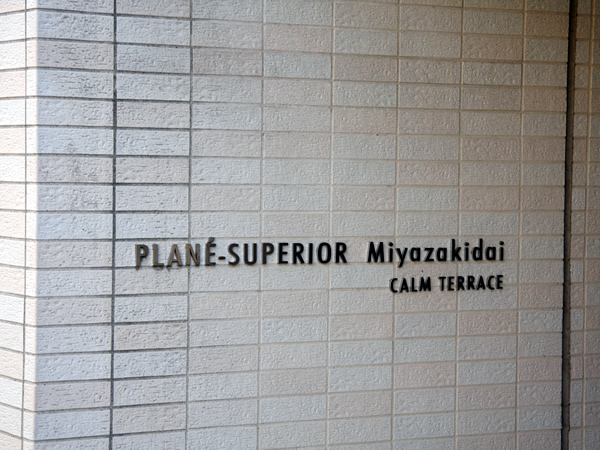 PLANÉ-SUPERIOR Miyazakidai
CALM TERRACE